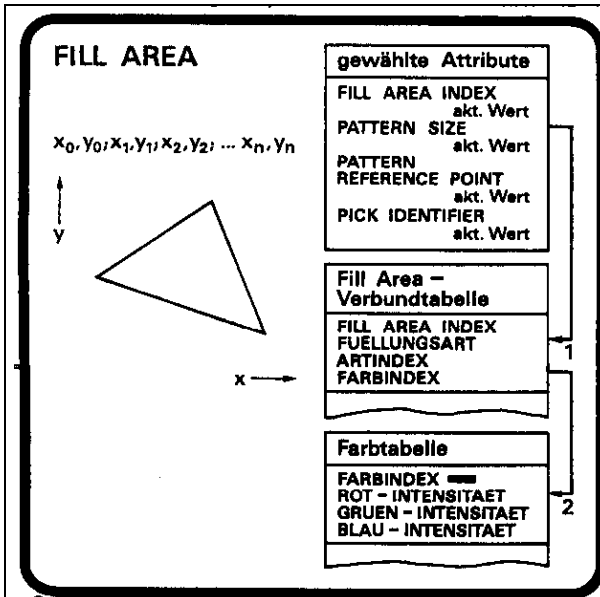 FILL AREA
x₀,y₀;x₁,y₁;x₂,y₂; ... xₙ,yₙ
y
x
gewählte Attribute
FILL AREA INDEX
akt. Wert
PATTERN SIZE
akt. Wert
PATTERN
REFERENCE POINT
akt. Wert
PICK IDENTIFIER
akt. Wert
Fill Area –
Verbundtabelle
FILL AREA INDEX
FUELLUNGSART
ARTINDEX
FARBINDEX
1
Farbtabelle
FARBINDEX
ROT – INTENSITAET
GRUEN – INTENSITAET
BLAU – INTENSITAET
2